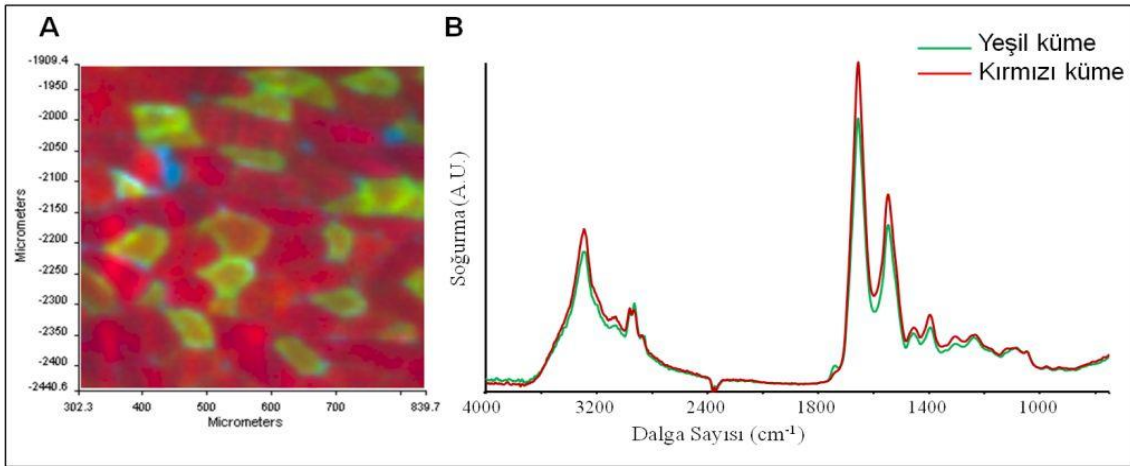 A
B
Yeşil küme
Kırmızı küme
-1909.4
-1950
-2000
-2050
-2100
-2150
-2200
-2250
-2300
-2350
-2400
-2440.6
Micrometers
302.3 400 500 600 700 839.7
Micrometers
Soğurma (A.U.)
4000 3200 2400 1800 1400 1000
Dalga Sayısı (cm⁻¹)